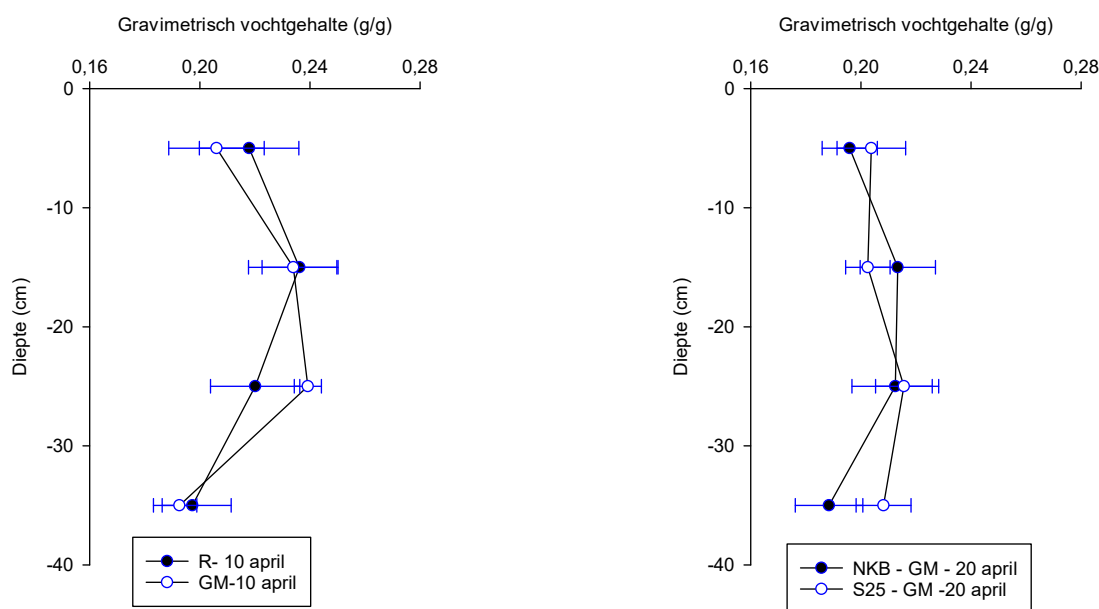 Gravimetrisch vochtgehalte (g/g)
0,16 0,20 0,24 0,28
0
-10
-20
-30
-40
Diepte (cm)
R- 10 april
GM-10 april
Gravimetrisch vochtgehalte (g/g)
0,16 0,20 0,24 0,28
0
-10
-20
-30
-40
Diepte (cm)
NKB - GM - 20 april
S25 - GM -20 april